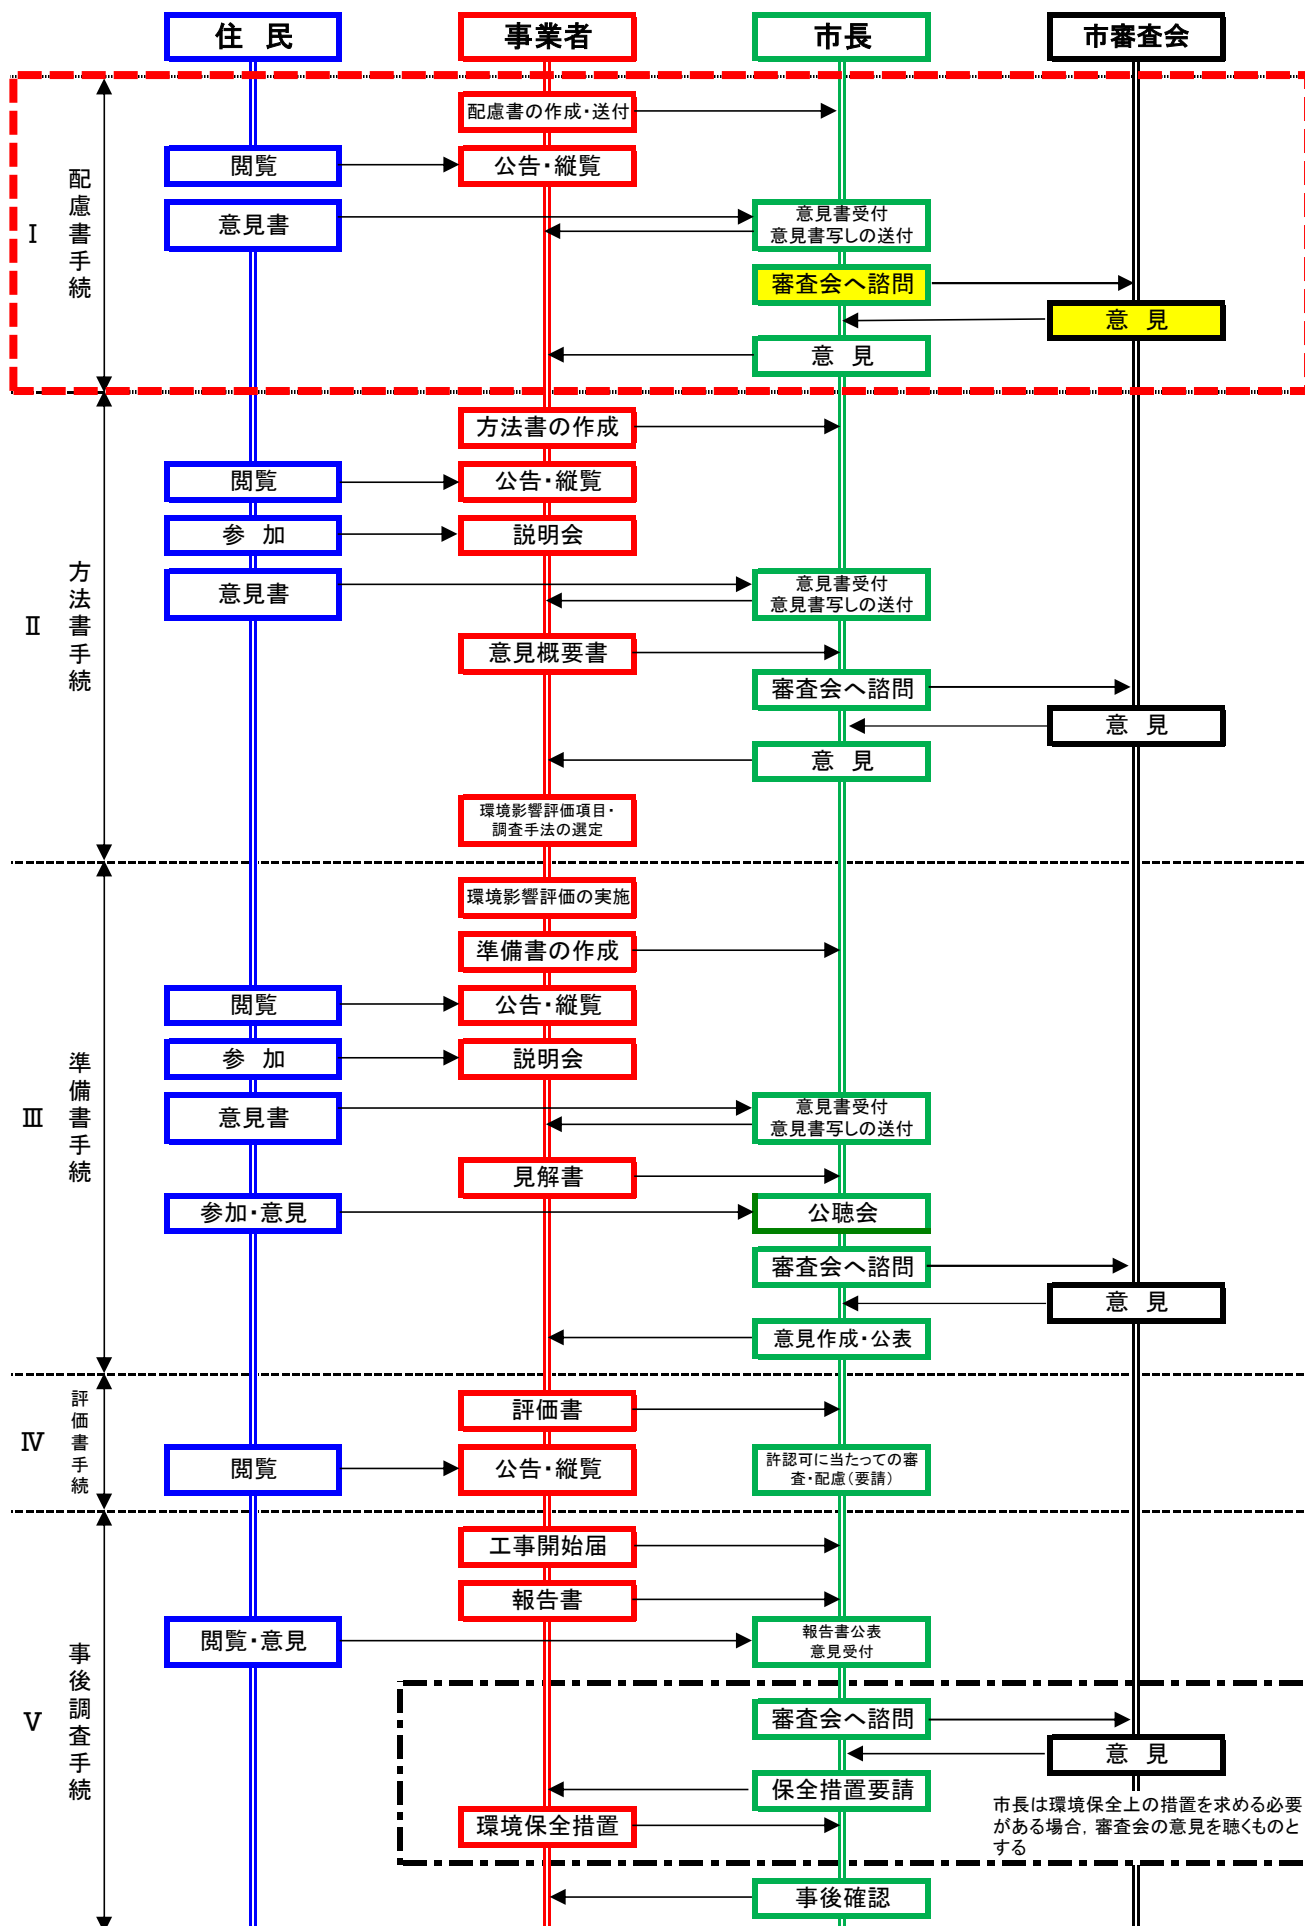 住 民
事業者
市長
市審査会
Ⅰ
配慮書手続
配慮書の作成・送付
閲覧
公告・縦覧
意見書
意見書受付
意見書写しの送付
審査会へ諮問
意 見
意 見
Ⅱ
方法書手続
方法書の作成
閲覧
公告・縦覧
参 加
説明会
意見書
意見書受付
意見書写しの送付
意見概要書
審査会へ諮問
意 見
意 見
環境影響評価項目・
調査手法の選定
Ⅲ
準備書手続
環境影響評価の実施
準備書の作成
閲覧
公告・縦覧
参 加
説明会
意見書
意見書受付
意見書写しの送付
見解書
参加・意見
公聴会
審査会へ諮問
意 見
意見作成・公表
Ⅳ
評価書手続
評価書
閲覧
公告・縦覧
許認可に当たっての審
査・配慮(要請)
Ⅴ
事後調査手続
工事開始届
報告書
閲覧・意見
報告書公表
意見受付
審査会へ諮問
意 見
保全措置要請
環境保全措置
市長は環境保全上の措置を求める必要
がある場合，審査会の意見を聴くものと
する
事後確認